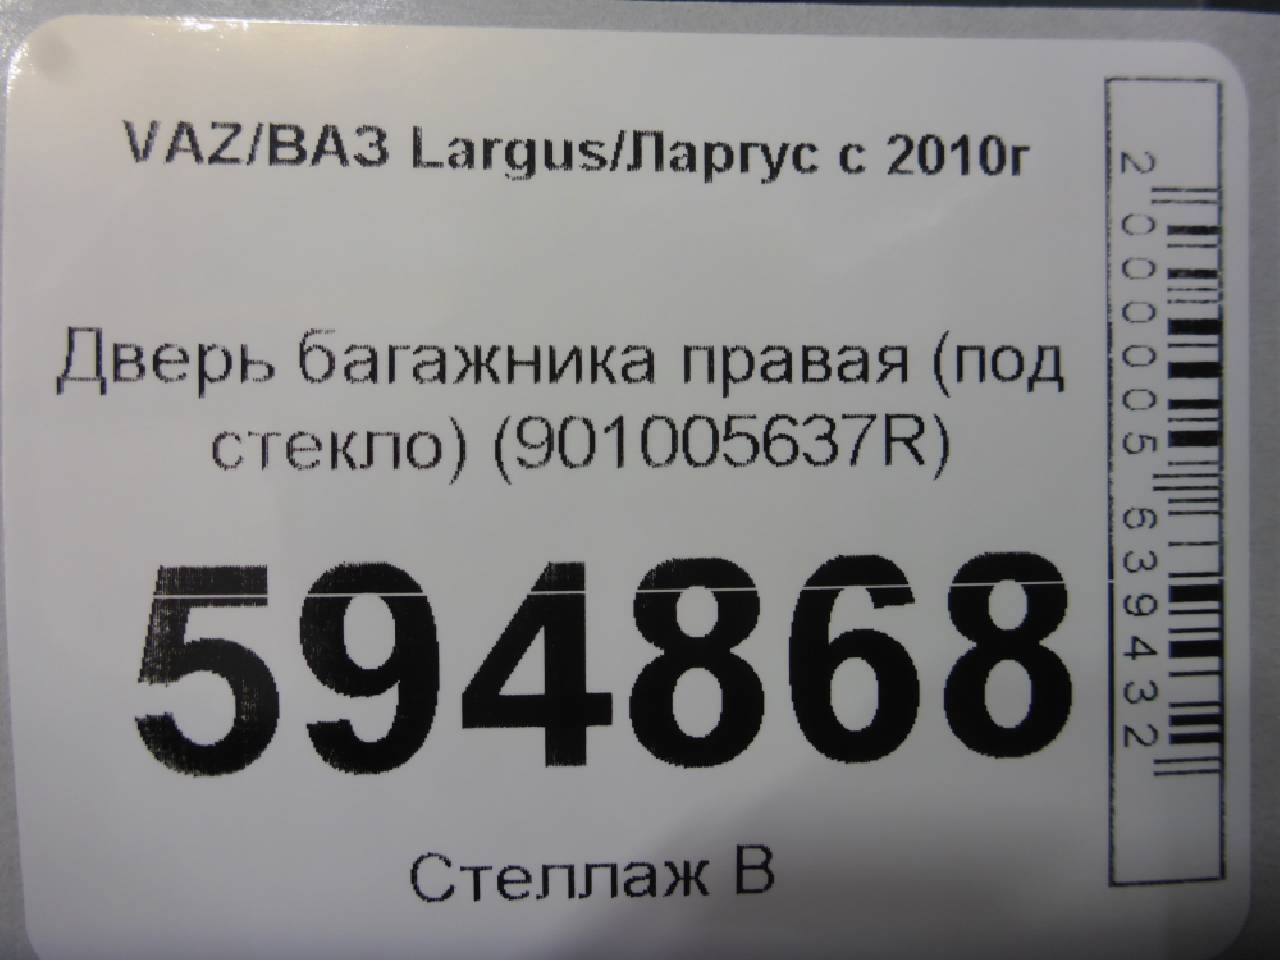 VAZ/ВАЗ Largus/Ларгус с 2010г
Дверь багажника правая (под
стекло) (901005637R)
594868
Стеллаж В
2000005639432